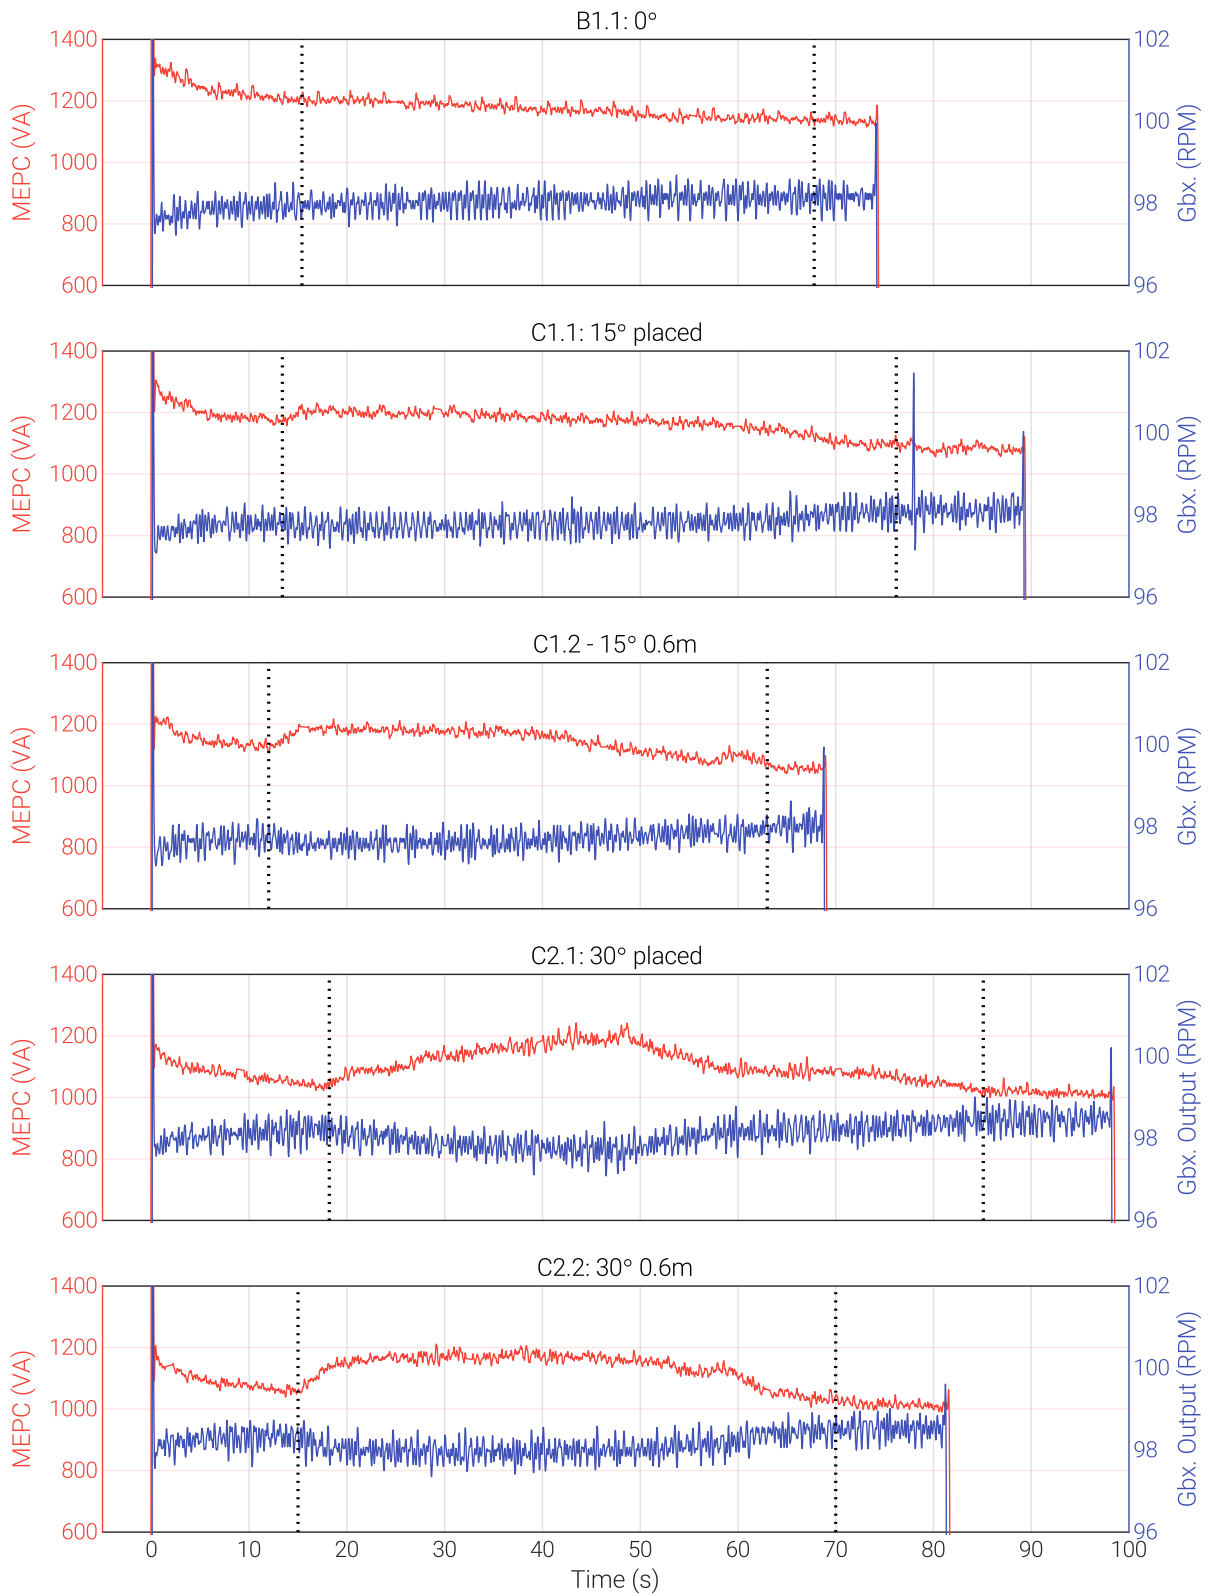 B1.1: 0°
1400 102
1200 100
1000
98
800
600 96
MEPC (VA)
Gbx. (RPM)
C1.1: 15° placed
1400 102
1200 100
1000
98
800
600 96
MEPC (VA)
Gbx. (RPM)
C1.2 - 15° 0.6m
1400 102
1200 100
1000
98
800
600 96
MEPC (VA)
Gbx. (RPM)
C2.1: 30° placed
1400 102
1200 100
1000
98
800
600 96
MEPC (VA)
Gbx. Output (RPM)
C2.2: 30° 0.6m
1400 102
1200 100
1000
98
800
600 96
MEPC (VA)
Gbx. Output (RPM)
0 10 20 30 40 50 60 70 80 90 100
Time (s)